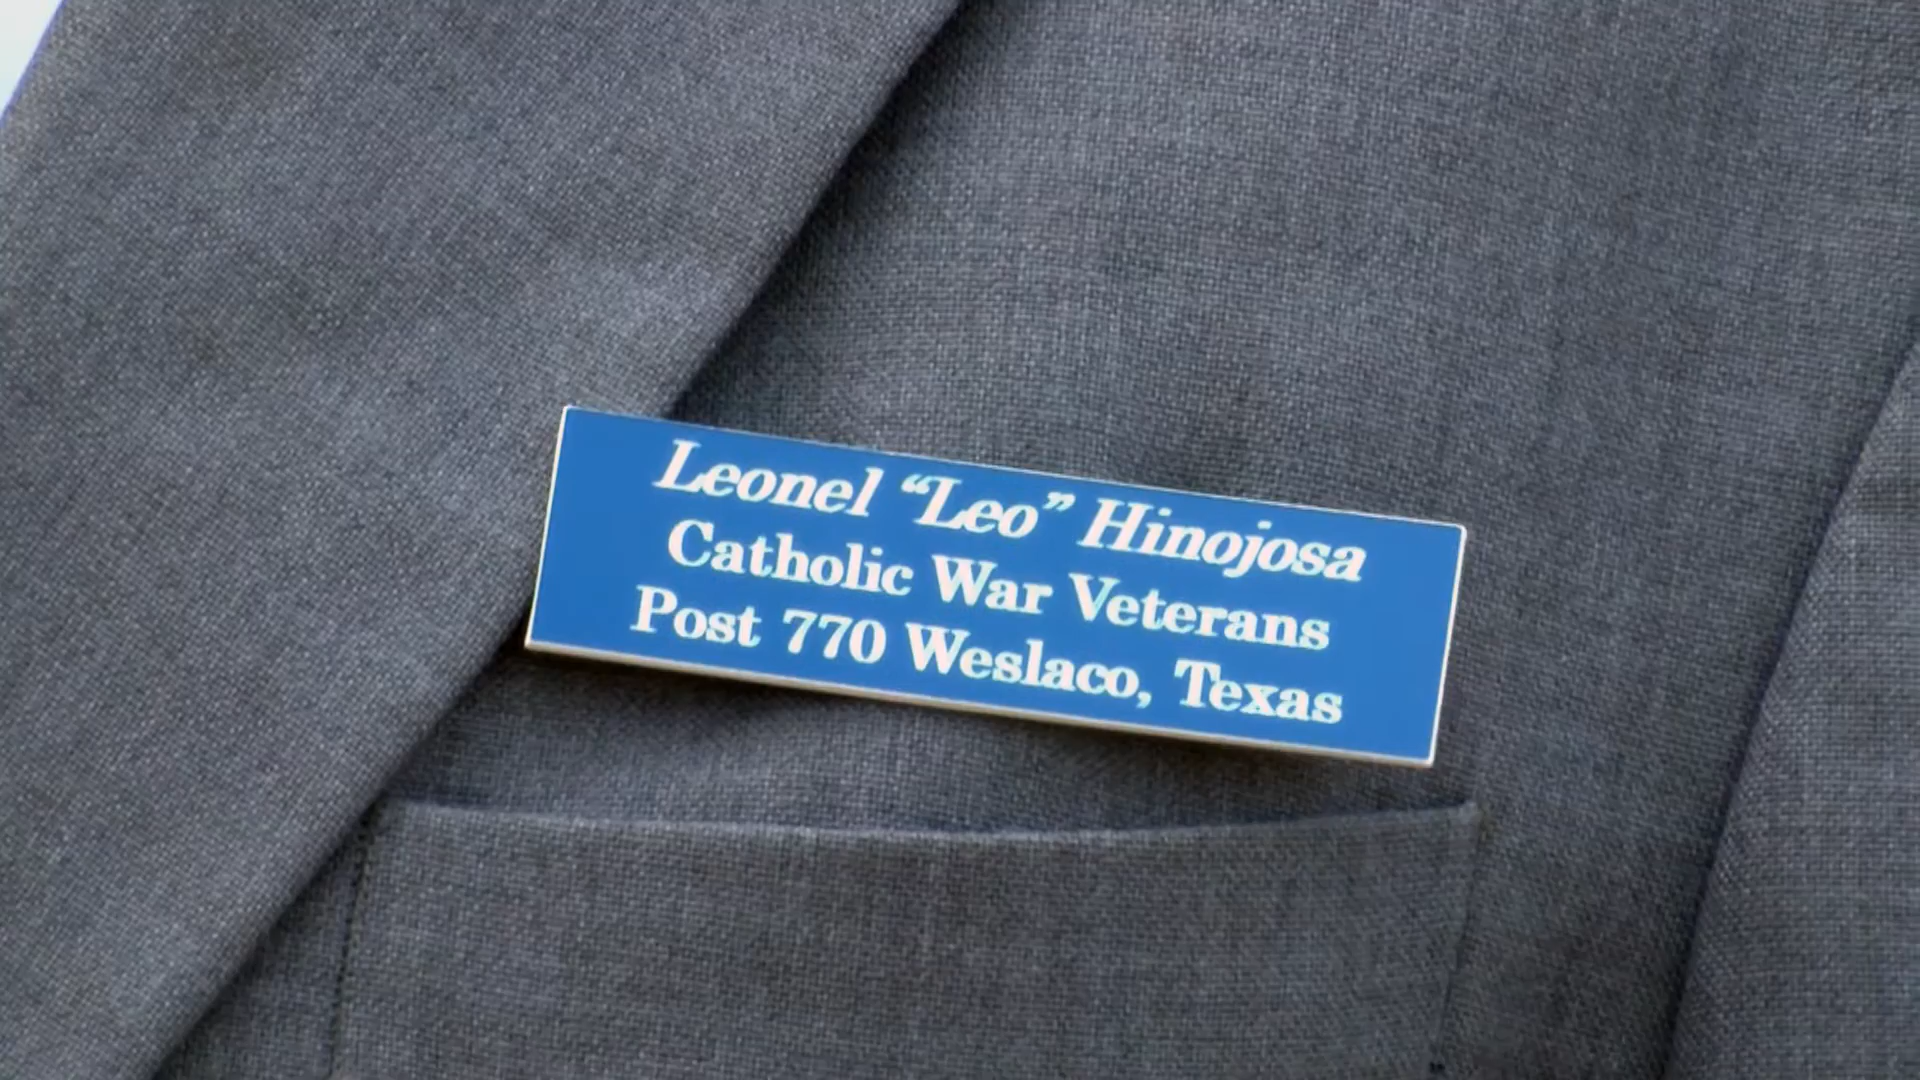 Leonel “Leo” Hinojosa
Catholic War Veterans
Post 770 Weslaco, Texas